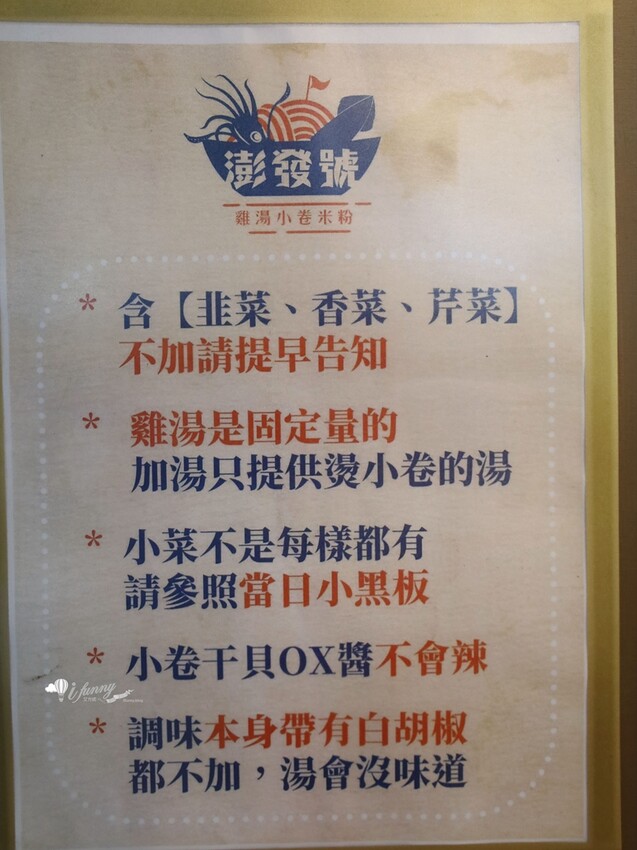 澎發號
雞湯小卷米粉
* 含【韭菜、香菜、芹菜】
不加請提早告知
* 雞湯是固定量的
加湯只提供燙小卷的湯
* 小菜不是每樣都有
請參照當日小黑板
* 小卷干貝OX醬不會辣
i funny
* 調味本身帶有白胡椒
都不加，湯會沒味道